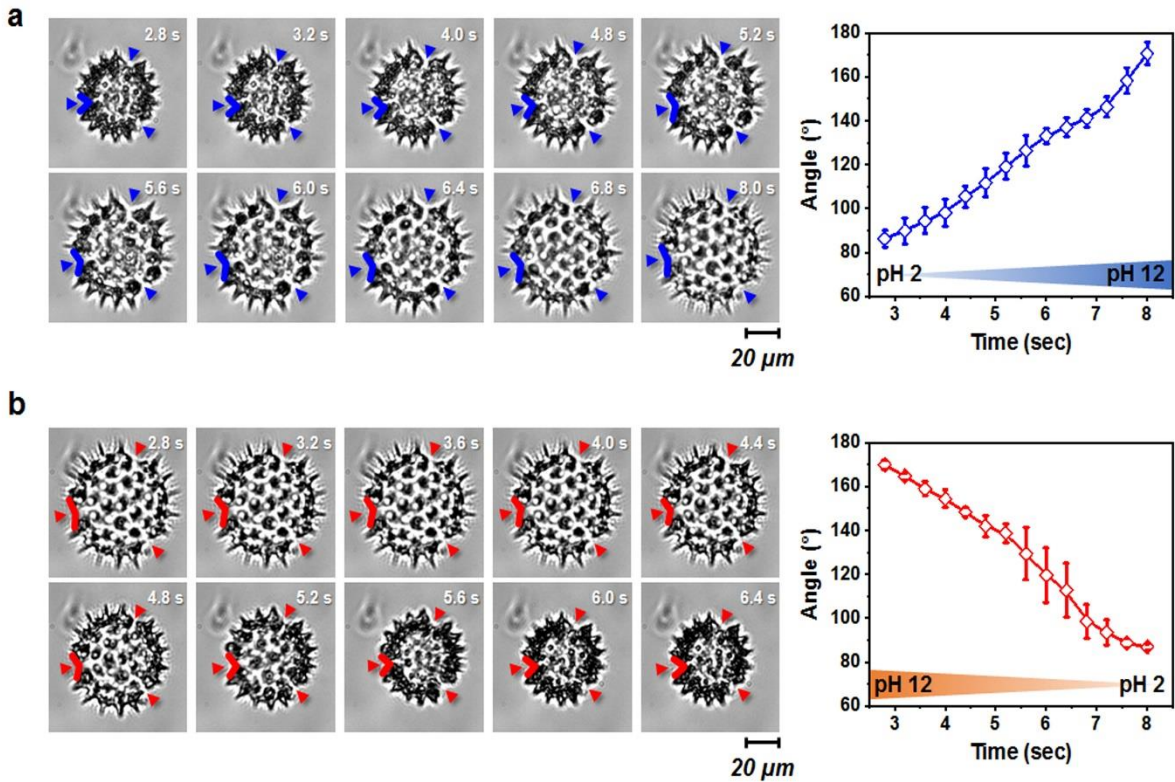 a
2.8 s
3.2 s
4.0 s
4.8 s
5.2 s
5.6 s
6.0 s
6.4 s
6.8 s
8.0 s
20 µm
180
160
140
120
100
80
60
Angle (°)
pH 2
pH 12
3 4 5 6 7 8
Time (sec)
b
2.8 s
3.2 s
3.6 s
4.0 s
4.4 s
4.8 s
5.2 s
5.6 s
6.0 s
6.4 s
20 µm
180
160
140
120
100
80
60
Angle (°)
pH 12
pH 2
3 4 5 6 7 8
Time (sec)